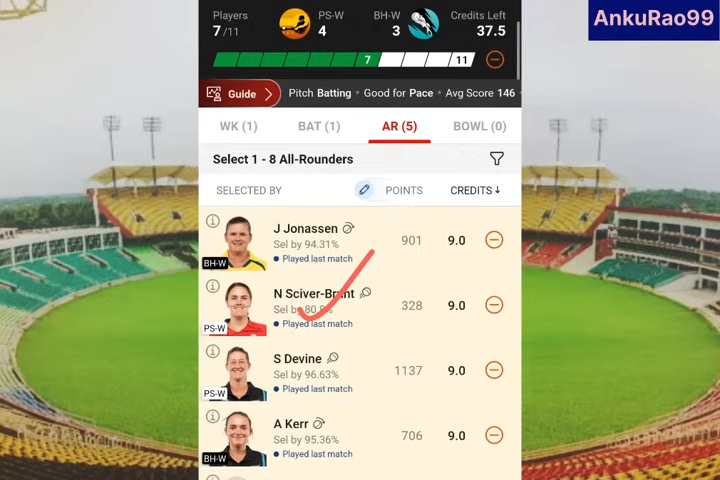 AnkuRao99
Players PS-W BH-W Credits Left
7/11 4 3 37.5
7 11
Guide Pitch Batting • Good for Pace • Avg Score 146
WK (1) BAT (1) AR (5) BOWL (0)
Select 1 - 8 All-Rounders
SELECTED BY POINTS CREDITS↓
J Jonassen
Sel by 94.31% 901 9.0
Played last match
BH-W
N Sciver-Brunt
Sel by 80. 328 9.0
Played last match
PS-W
S Devine
Sel by 96.63% 1137 9.0
Played last match
PS-W
A Kerr
Sel by 95.36% 706 9.0
Played last match
BH-W